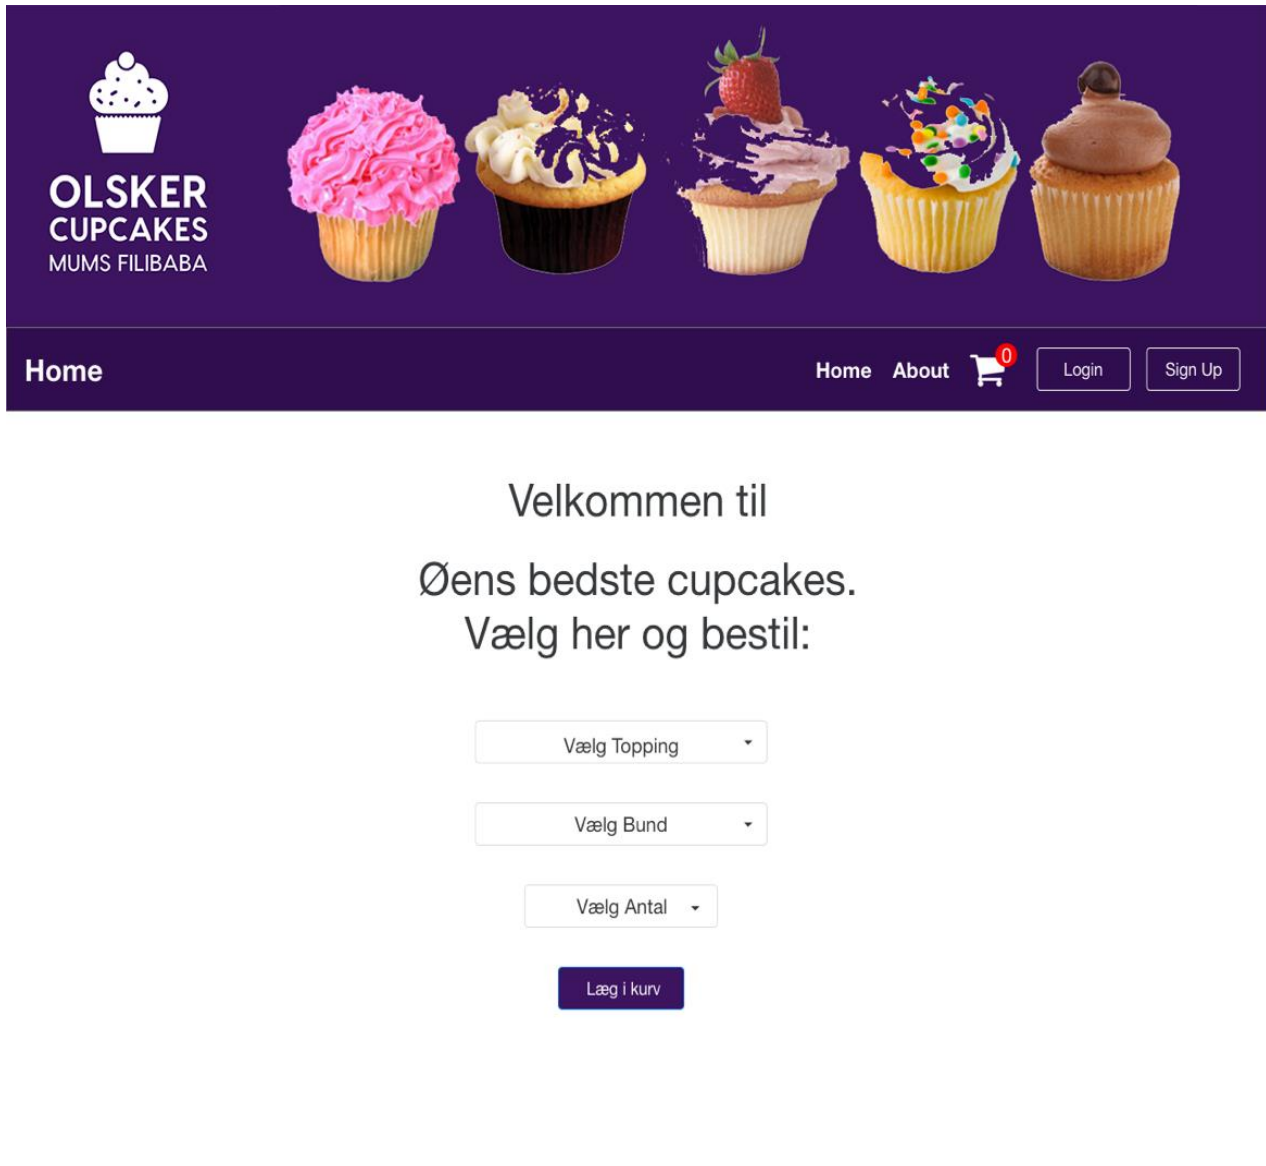 OLSKER
CUPCAKES
MUMS FILIBABA
Home
Home About 0 Login Sign Up
Velkommen til
Øens bedste cupcakes.
Vælg her og bestil:
Vælg Topping
Vælg Bund
Vælg Antal
Læg i kurv